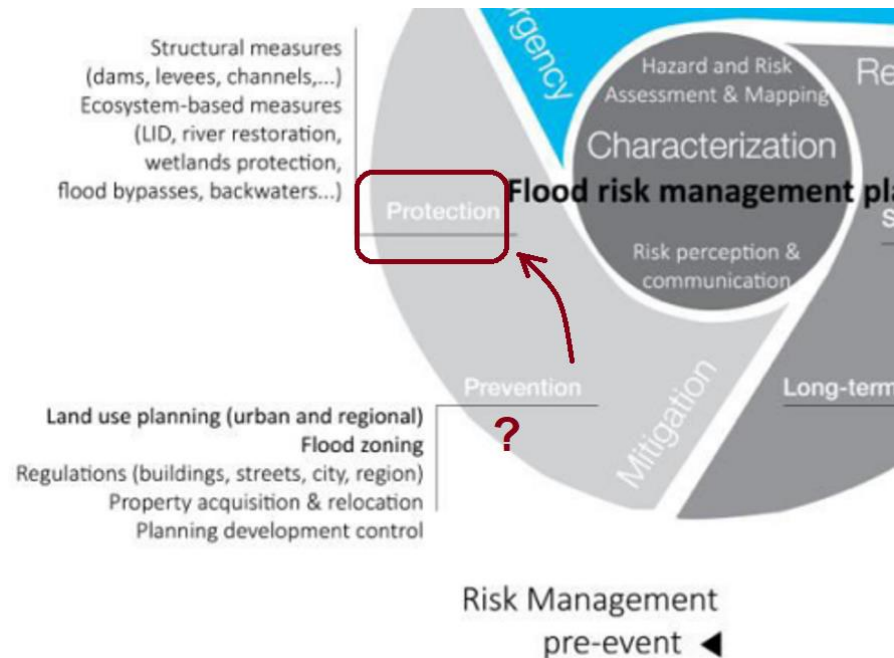 Structural measures
(dams, levees, channels,...)
Ecosystem-based measures
(LID, river restoration,
wetlands protection,
flood bypasses, backwaters...)
Protection
Hazard and Risk
Assessment & Mapping
Characterization
Flood risk management
Risk perception &
communication
Prevention
?
Mitigation
Long-term
Land use planning (urban and regional)
Flood zoning
Regulations (buildings, streets, city, region)
Property acquisition & relocation
Planning development control
Risk Management
pre-event